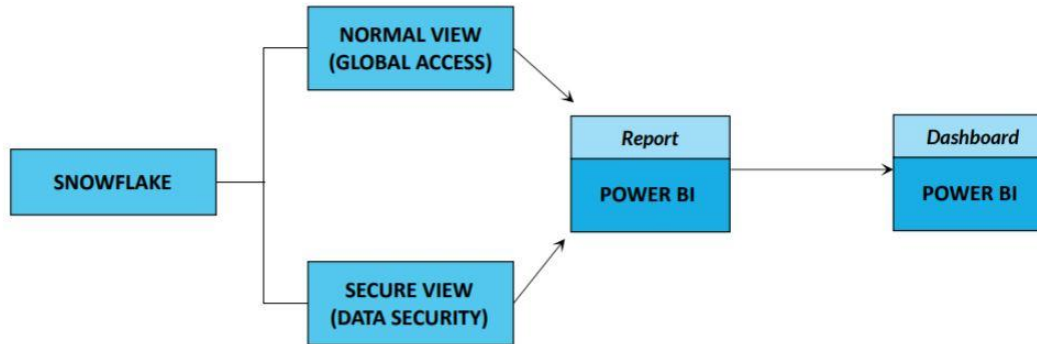 NORMAL VIEW
(GLOBAL ACCESS)
Report
Dashboard
SNOWFLAKE
POWER BI
POWER BI
SECURE VIEW
(DATA SECURITY)